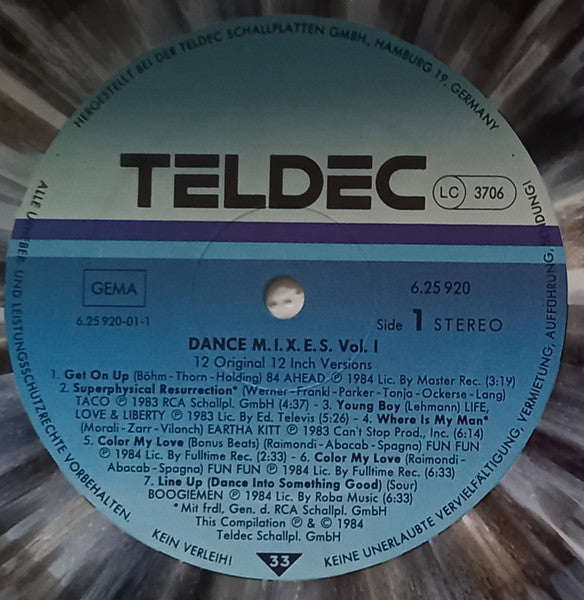 HERGESTELLT BEI DER TELDEC SCHALLPLATTEN GMBH, HAMBURG 19, GERMANY
TELDEC
LC 3706
GEMA
6.25 920
6.25 920-01-1
Side 1 STEREO
DANCE M.I.X.E.S. Vol. I
12 Original 12 Inch Versions
1. Get On Up (Böhm-Thorn-Holding) 84 AHEAD ℗ 1984 Lic. By Master Rec. (3:19)
2. Superphysical Resurrection* (Werner-Frankl-Parker-Tanja-Ockerse-Lang)
TACO ℗ 1983 RCA Schallpl. GmbH (4:37) - 3. Young Boy (Lehmann) LIFE,
LOVE & LIBERTY ℗ 1983 Lic. By Ed. Televis (5:26) - 4. Where Is My Man*
(Morali-Zarr-Vilanch) EARTHA KITT ℗ 1983 Can't Stop Prod., Inc. (6:14)
5. Color My Love (Bonus Beats) (Raimondi-Abacab-Spagna) FUN FUN
℗ 1984 Lic. By Fulltime Rec. (2:33) - 6. Color My Love (Raimondi-
Abacab-Spagna) FUN FUN ℗ 1984 Lic. By Fulltime Rec. (6:33)
7. Line Up (Dance Into Something Good) (Sour)
BOOGIEMEN ℗ 1984 Lic. By Roba Music (6:33)
*Mit frdl. Gen. d. RCA Schallpl. GmbH
This Compilation ℗ & © 1984
Teldec Schallpl. GmbH
33
ALLE URHEBER- UND LEISTUNGSSCHUTZRECHTE VORBEHALTEN.
KEIN VERLEIH!
KEINE UNERLAUBTE VERVIELFÄLTIGUNG, VERMIETUNG, AUFFÜHRUNG, SENDUNG!